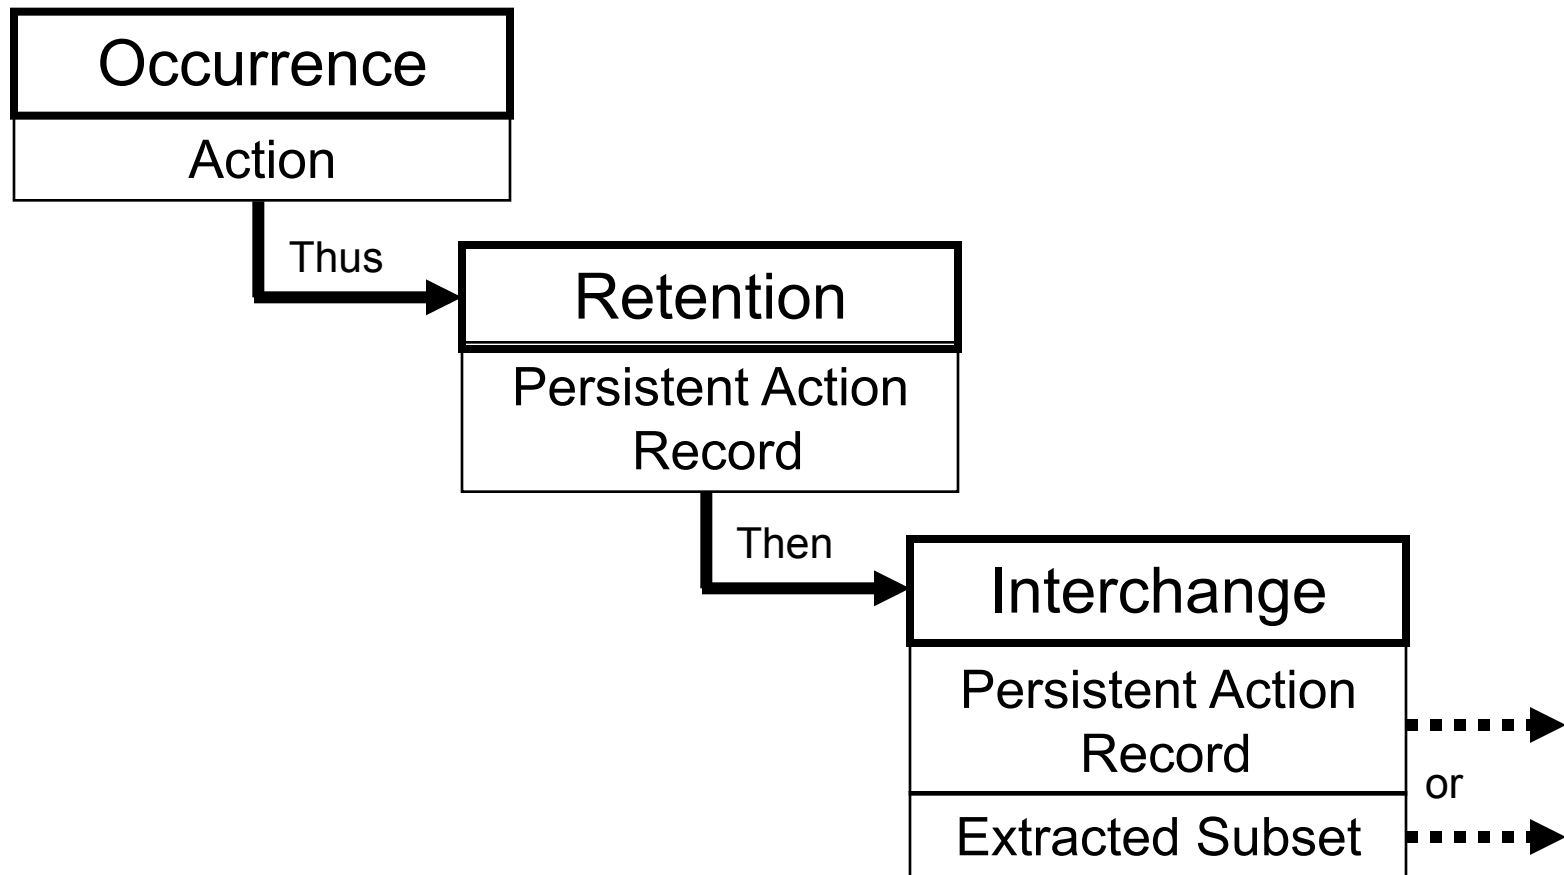 Occurrence
Action
Thus
Retention
Persistent Action
Record
Then
Interchange
Persistent Action
Record
or
Extracted Subset